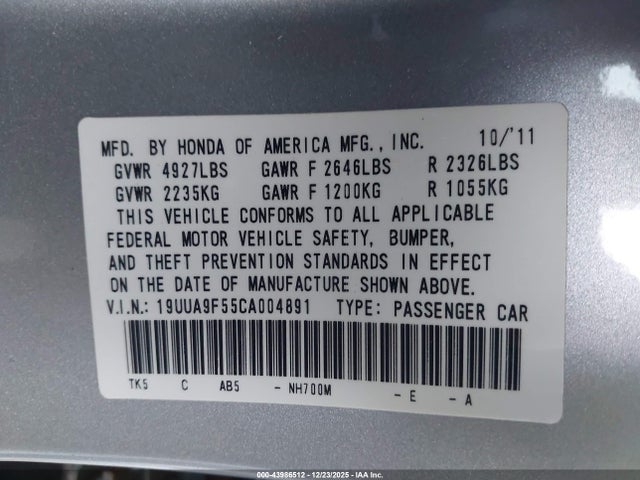 MFD. BY HONDA OF AMERICA MFG., INC. 10/'11
GVWR 4927LBS GAWR F 2646LBS R 2326LBS
GVWR 2235KG GAWR F 1200KG R 1055KG
THIS VEHICLE CONFORMS TO ALL APPLICABLE
FEDERAL MOTOR VEHICLE SAFETY, BUMPER,
AND THEFT PREVENTION STANDARDS IN EFFECT
ON THE DATE OF MANUFACTURE SHOWN ABOVE.
V.I.N.: 19UUA9F55CA004891 TYPE: PASSENGER CAR
TK5 C AB5 - NH700M - E - A
000-43986512 - 12/23/2025 - IAA Inc.